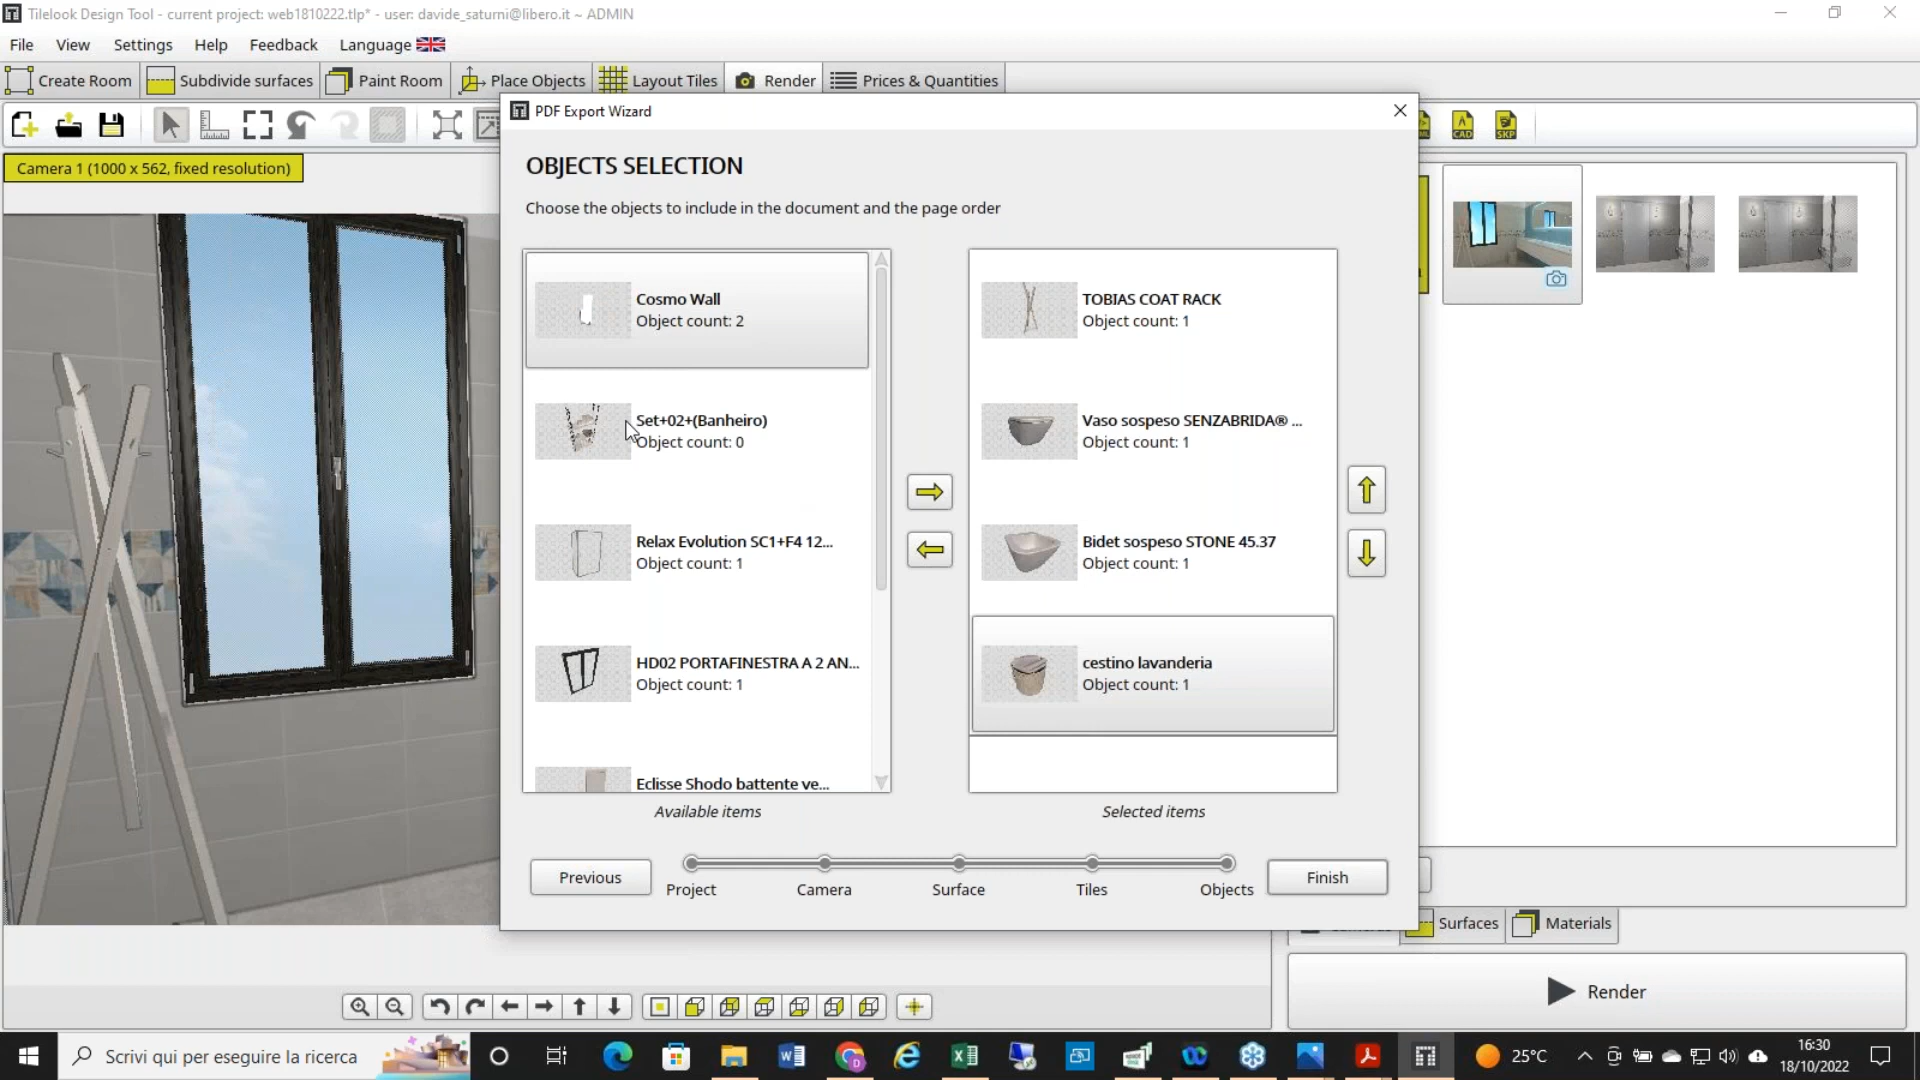 Tilelook Design Tool - current project: web1810222.tlp* - user: davide_saturni@libero.it ~ ADMIN
File View Settings Help Feedback Language
Create Room Subdivide surfaces Paint Room Place Objects Layout Tiles Render Prices & Quantities
PDF Export Wizard
CAD SKP
Camera 1 (1000 x 562, fixed resolution)
OBJECTS SELECTION
Choose the objects to include in the document and the page order
Cosmo Wall
Object count: 2
Set+02+(Banheiro)
Object count: 0
Relax Evolution SC1+F4 12...
Object count: 1
HD02 PORTAFINESTRA A 2 AN...
Object count: 1
Eclisse Shodo battente ve...
Available items
TOBIAS COAT RACK
Object count: 1
Vaso sospeso SENZABRIDA® ...
Object count: 1
Bidet sospeso STONE 45.37
Object count: 1
cestino lavanderia
Object count: 1
Selected items
Previous
Project Camera Surface Tiles Objects
Finish
Surfaces Materials
Render
Scrivi qui per eseguire la ricerca
25°C
16:30
18/10/2022